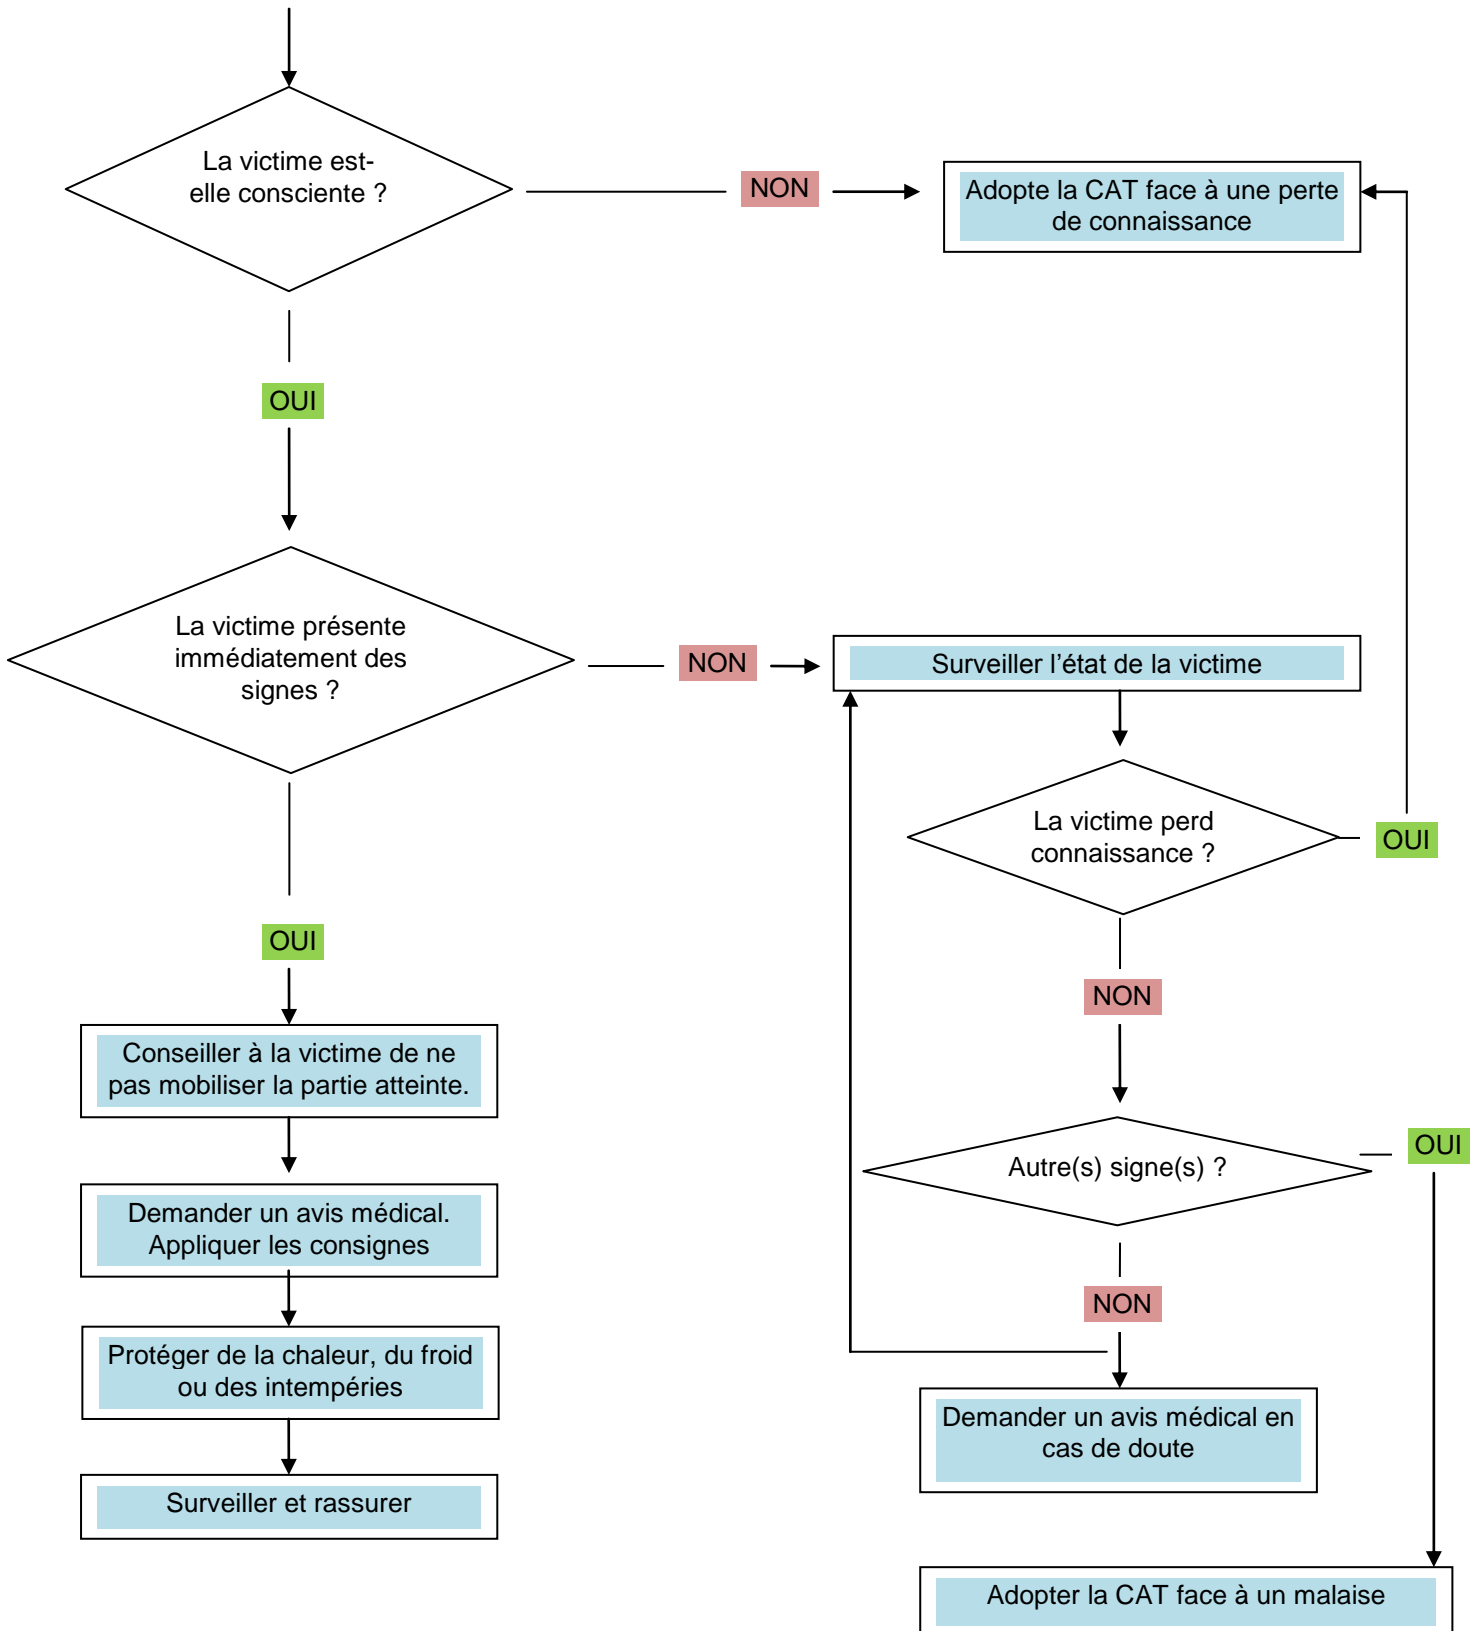 La victime est-
elle consciente ?
NON
Adopte la CAT face à une perte
de connaissance
OUI
La victime présente
immédiatement des
signes ?
NON
Surveiller l’état de la victime
La victime perd
connaissance ?
OUI
OUI
NON
Conseiller à la victime de ne
pas mobiliser la partie atteinte.
Autre(s) signe(s) ?
OUI
Demander un avis médical.
Appliquer les consignes
NON
Protéger de la chaleur, du froid
ou des intempéries
Demander un avis médical en
cas de doute
Surveiller et rassurer
Adopter la CAT face à un malaise